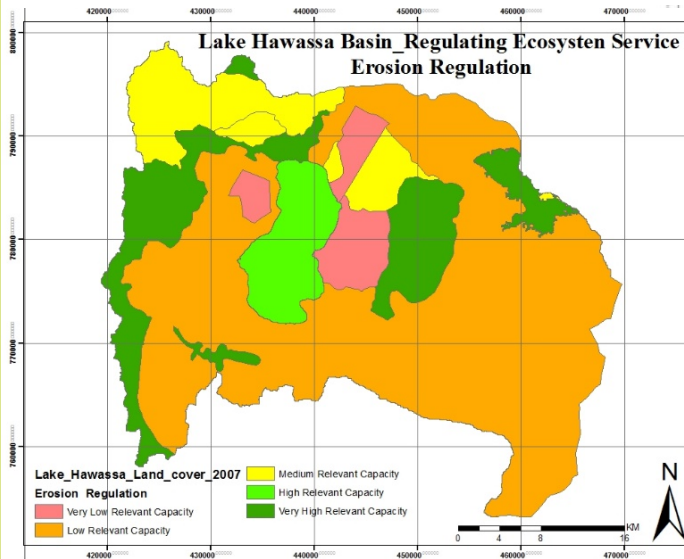 420000 430000 440000 450000 460000 470000
Lake Hawassa Basin_Regulating Ecosysten Service
Erosion Regulation
800000
790000
780000
770000
760000
Lake_Hawassa_Land_cover_2007
Erosion Regulation
Very Low Relevant Capacity
Low Relevant Capacity
Medium Relevant Capacity
High Relevant Capacity
Very High Relevant Capacity
N
KM
0 4 8 16
420000 430000 440000 450000 460000 470000